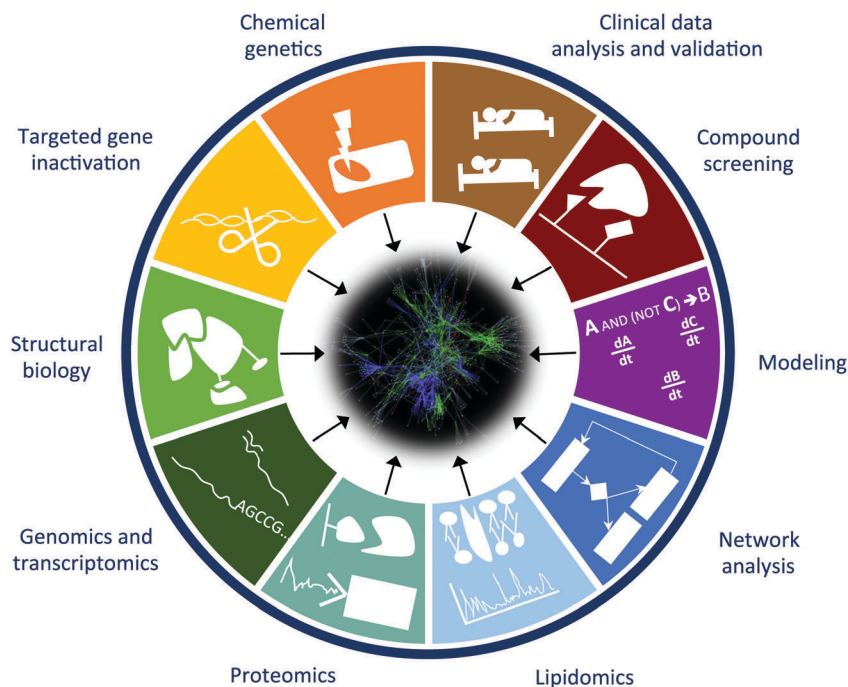 Chemical
genetics
Clinical data
analysis and validation
Targeted gene
inactivation
Compound
screening
Structural
biology
A AND (NOT C) → B
dA
dt
dC
dt
dB
dt
Modeling
Genomics and
transcriptomics
AGCCG...
Network
analysis
Proteomics
Lipidomics